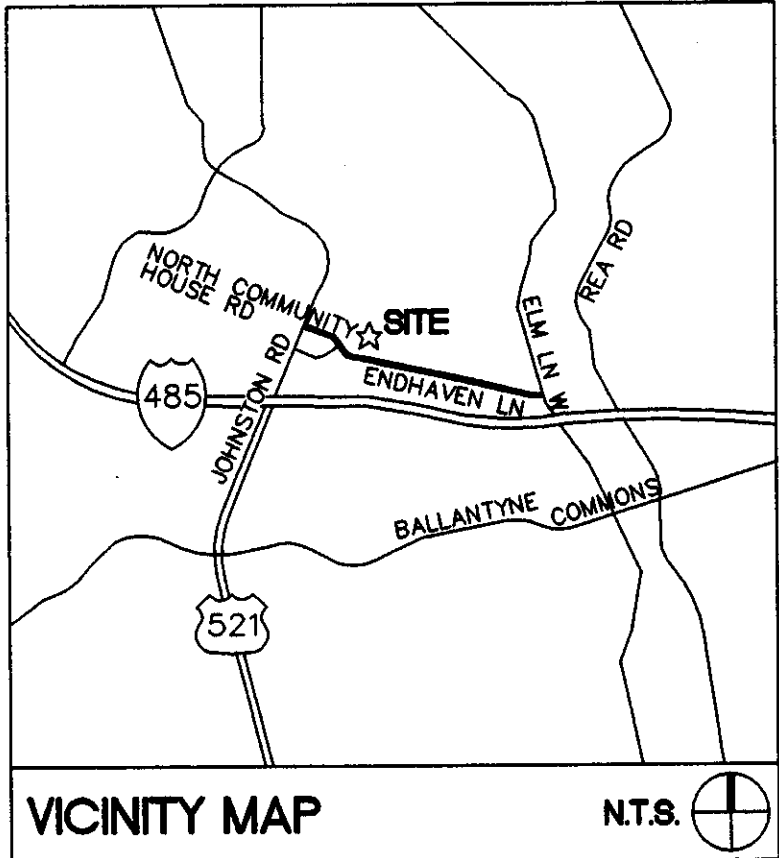 NORTH COMMUNITY
HOUSE RD
SITE
REA RD
ELM LN W
JOHNSTON RD
485
ENDHAVEN LN
BALLANTYNE COMMONS
521
VICINITY MAP
N.T.S.